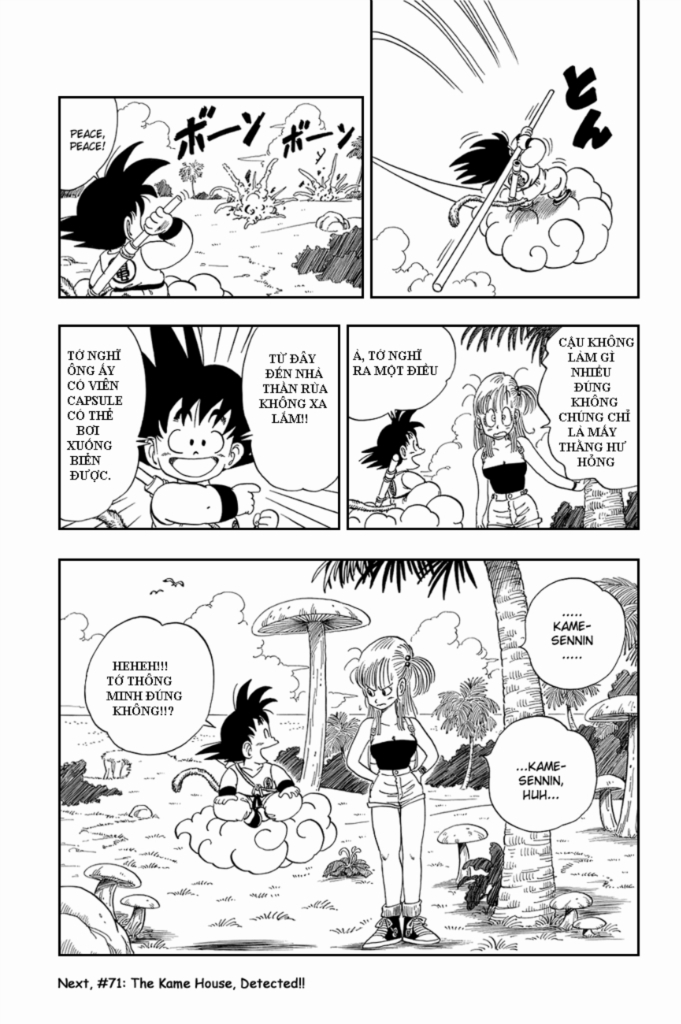 とん
PEACE,
PEACE!
ボーン
ボーン
CẬU KHÔNG
LÀM GÌ
NHIỀU
ĐÚNG
KHÔNG
CHÚNG CHỈ
LÀ MẤY
THẰNG HƯ
HỎNG
Á, TỚ NGHĨ
RA MỘT ĐIỀU
TỪ ĐÂY
ĐẾN NHÀ
THẦN RÙA
KHÔNG XA
LẮM!!
TỚ NGHĨ
ÔNG ẤY
CÓ VIÊN
CAPSULE
CÓ THỂ
BƠI
XUỐNG
BIỂN
ĐƯỢC.
.....
KAME-
SENNIN
.....
...KAME-
SENNIN,
HUH...
HEHEH!!!
TỚ THÔNG
MINH ĐÚNG
KHÔNG!!?
Next, #71: The Kame House, Detected!!